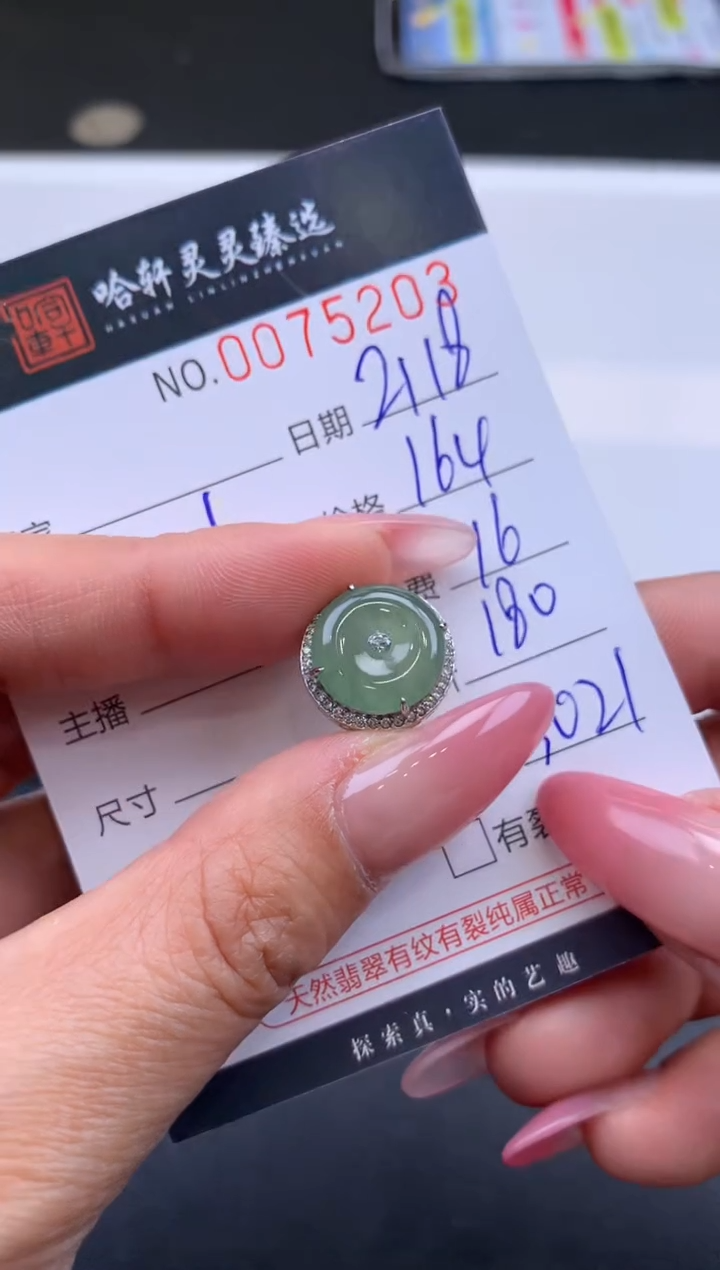 哈轩灵灵臻选
NO.0075203
日期 2118
价格 164
费 16
180
主播
尺寸
,021
有裂
天然翡翠有纹有裂纯属正常
探索真·实的艺趣